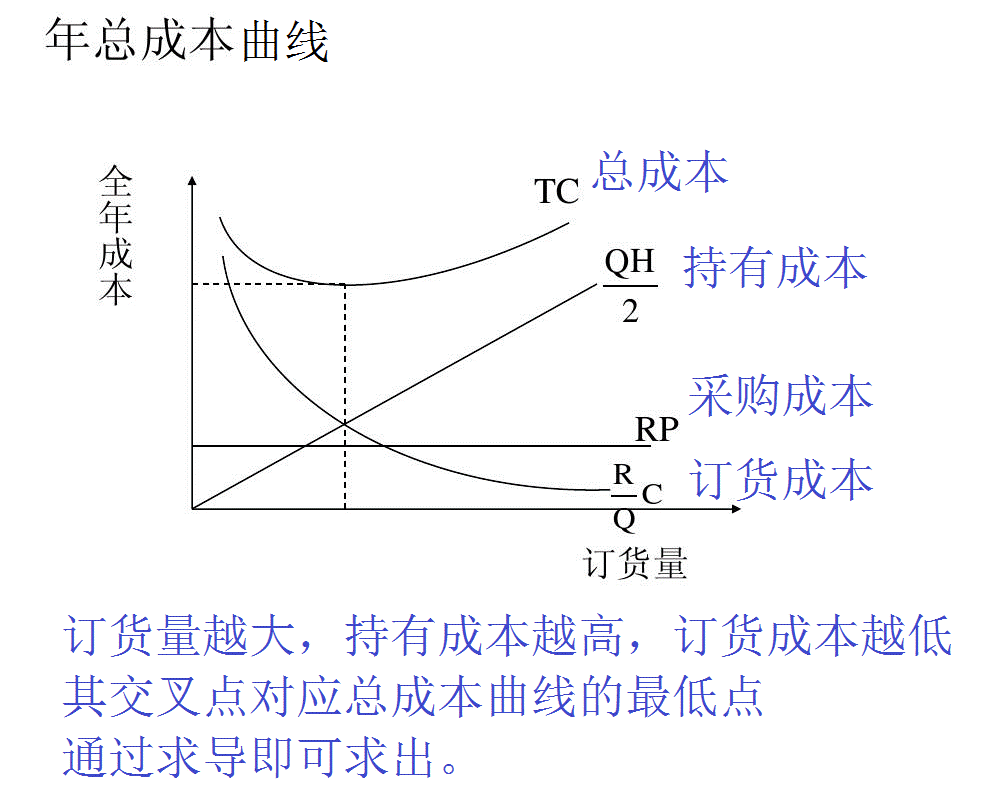 年总成本曲线
全年成本
TC 总成本
QH
2
持有成本
采购成本
RP
R
Q
C
订货成本
订货量
订货量越大，持有成本越高，订货成本越低
其交叉点对应总成本曲线的最低点
通过求导即可求出。